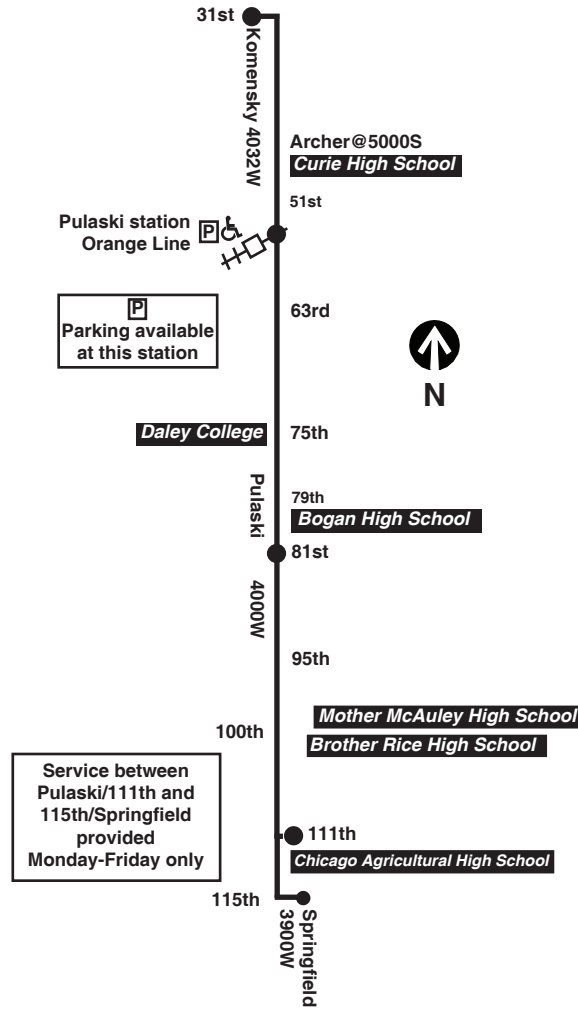 31st
Komensky 4032W
Archer@5000S
Curie High School
51st
Pulaski station
Orange Line
P
63rd
P
Parking available
at this station
N
Daley College
75th
Pulaski
79th
Bogan High School
81st
4000W
95th
Mother McAuley High School
100th
Brother Rice High School
Service between
Pulaski/111th and
115th/Springfield
provided
Monday-Friday only
111th
Chicago Agricultural High School
115th
Springfield
3900W